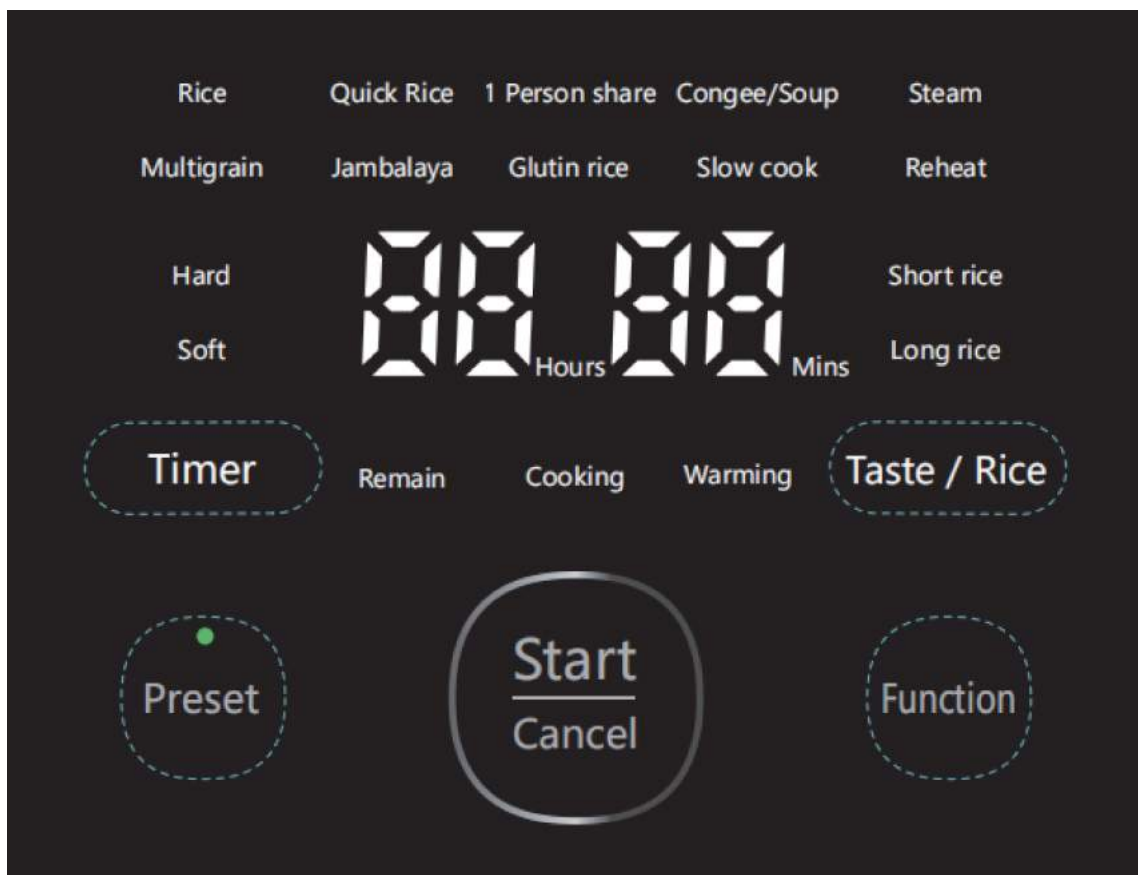 Rice Quick Rice 1 Person share Congee/Soup Steam
Multigrain Jambalaya Glutin rice Slow cook Reheat
Hard 88 88 Short rice
Soft Hours Mins Long rice
Timer Remain Cooking Warming Taste / Rice
Preset Start Function
Cancel